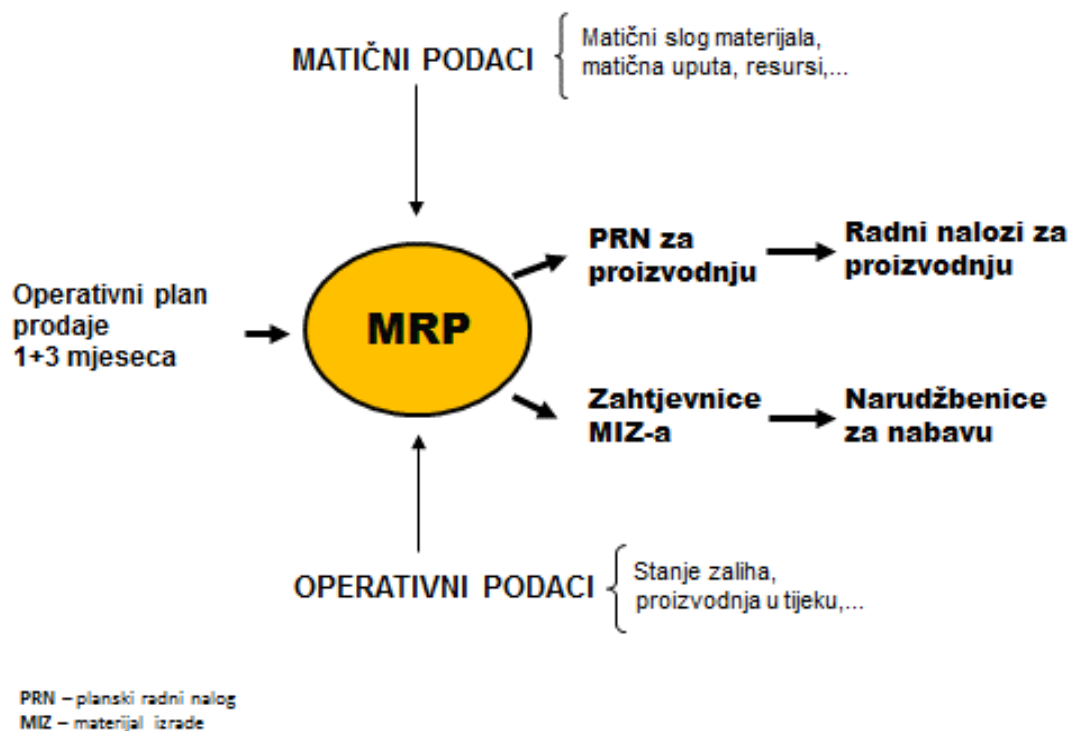 MATIČNI PODACI
Matični slog materijala,
matična uputa, resursi,...
Operativni plan
prodaje
1+3 mjeseca
MRP
PRN za
proizvodnju
Radni nalozi za
proizvodnju
Zahtjevnice
MIZ-a
Narudžbenice
za nabavu
OPERATIVNI PODACI
Stanje zaliha,
proizvodnja u tijeku,...
PRN – planski radni nalog
MIZ – materijal izrade